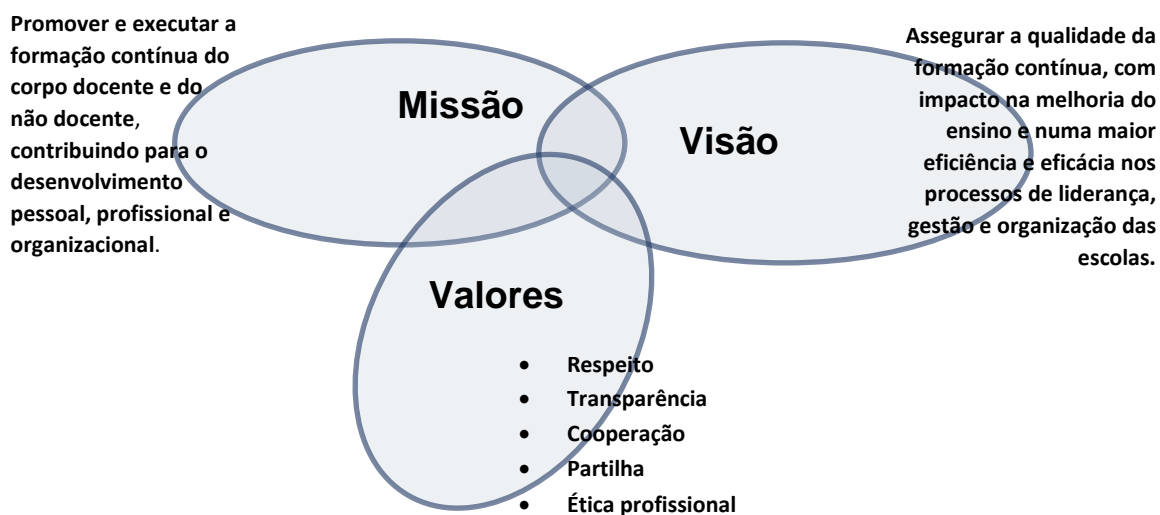 Promover e executar a
formação contínua do
corpo docente e do
não docente,
contribuindo para o
desenvolvimento
pessoal, profissional e
organizacional.
Missão
Visão
Assegurar a qualidade da
formação contínua, com
impacto na melhoria do
ensino e numa maior
eficiência e eficácia nos
processos de liderança,
gestão e organização das
escolas.
Valores
• Respeito
• Transparência
• Cooperação
• Partilha
• Ética profissional